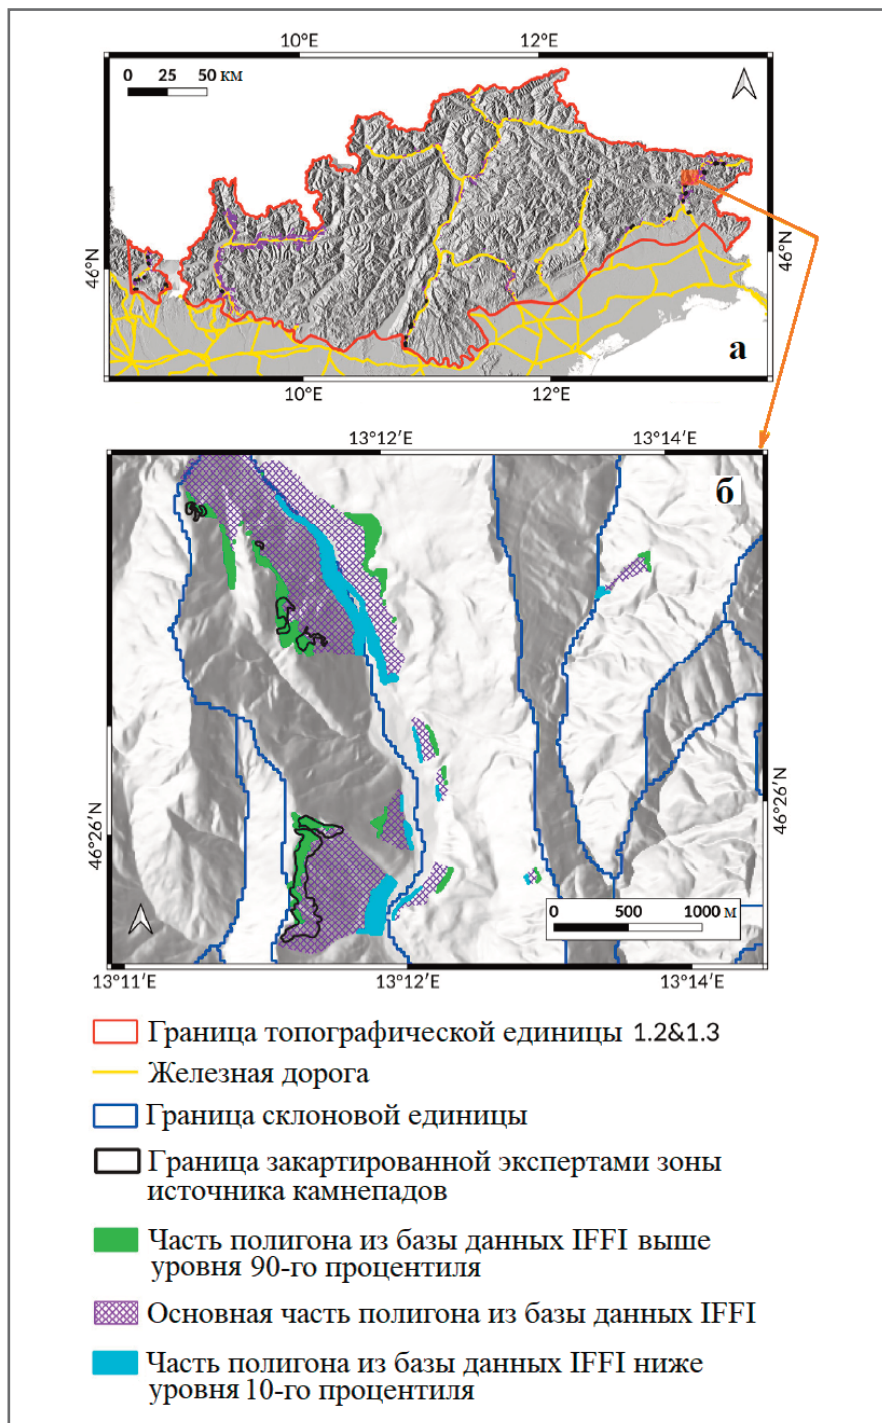 10°E 12°E
0 25 50 км
46°N
46°N
а
10°E 12°E
13°12′E 13°14′E
б
46°26′N
46°26′N
0 500 1000 м
13°11′E 13°12′E 13°14′E
Граница топографической единицы 1.2&1.3
Железная дорога
Граница склоновой единицы
Граница закартированной экспертами зоны
источника камнепадов
Часть полигона из базы данных IFFI выше
уровня 90-го процентиля
Основная часть полигона из базы данных IFFI
Часть полигона из базы данных IFFI ниже
уровня 10-го процентиля